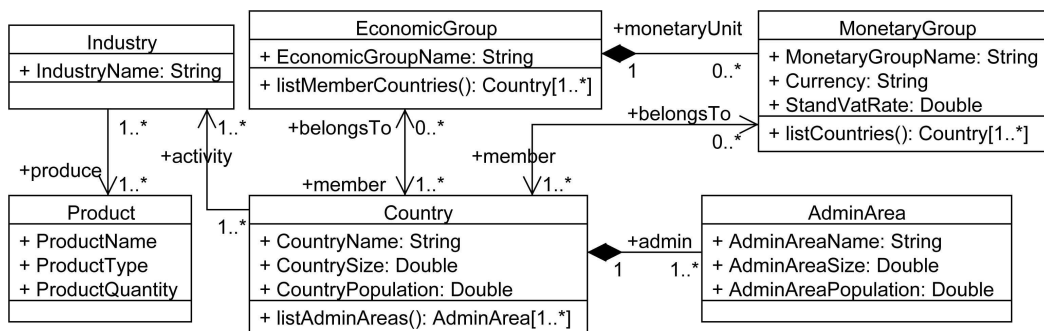 Industry
+ IndustryName: String
EconomicGroup
+ EconomicGroupName: String
+ listMemberCountries(): Country[1..*]
+monetaryUnit
1
0..*
MonetaryGroup
+ MonetaryGroupName: String
+ Currency: String
+ StandVatRate: Double
+ listCountries(): Country[1..*]
1..*
+produce
1..*
1..*
+activity
1..*
+belongsTo
0..*
+member
1..*
+belongsTo
0..*
+member
1..*
Product
+ ProductName
+ ProductType
+ ProductQuantity
Country
+ CountryName: String
+ CountrySize: Double
+ CountryPopulation: Double
+ listAdminAreas(): AdminArea[1..*]
+admin
1
1..*
AdminArea
+ AdminAreaName: String
+ AdminAreaSize: Double
+ AdminAreaPopulation: Double